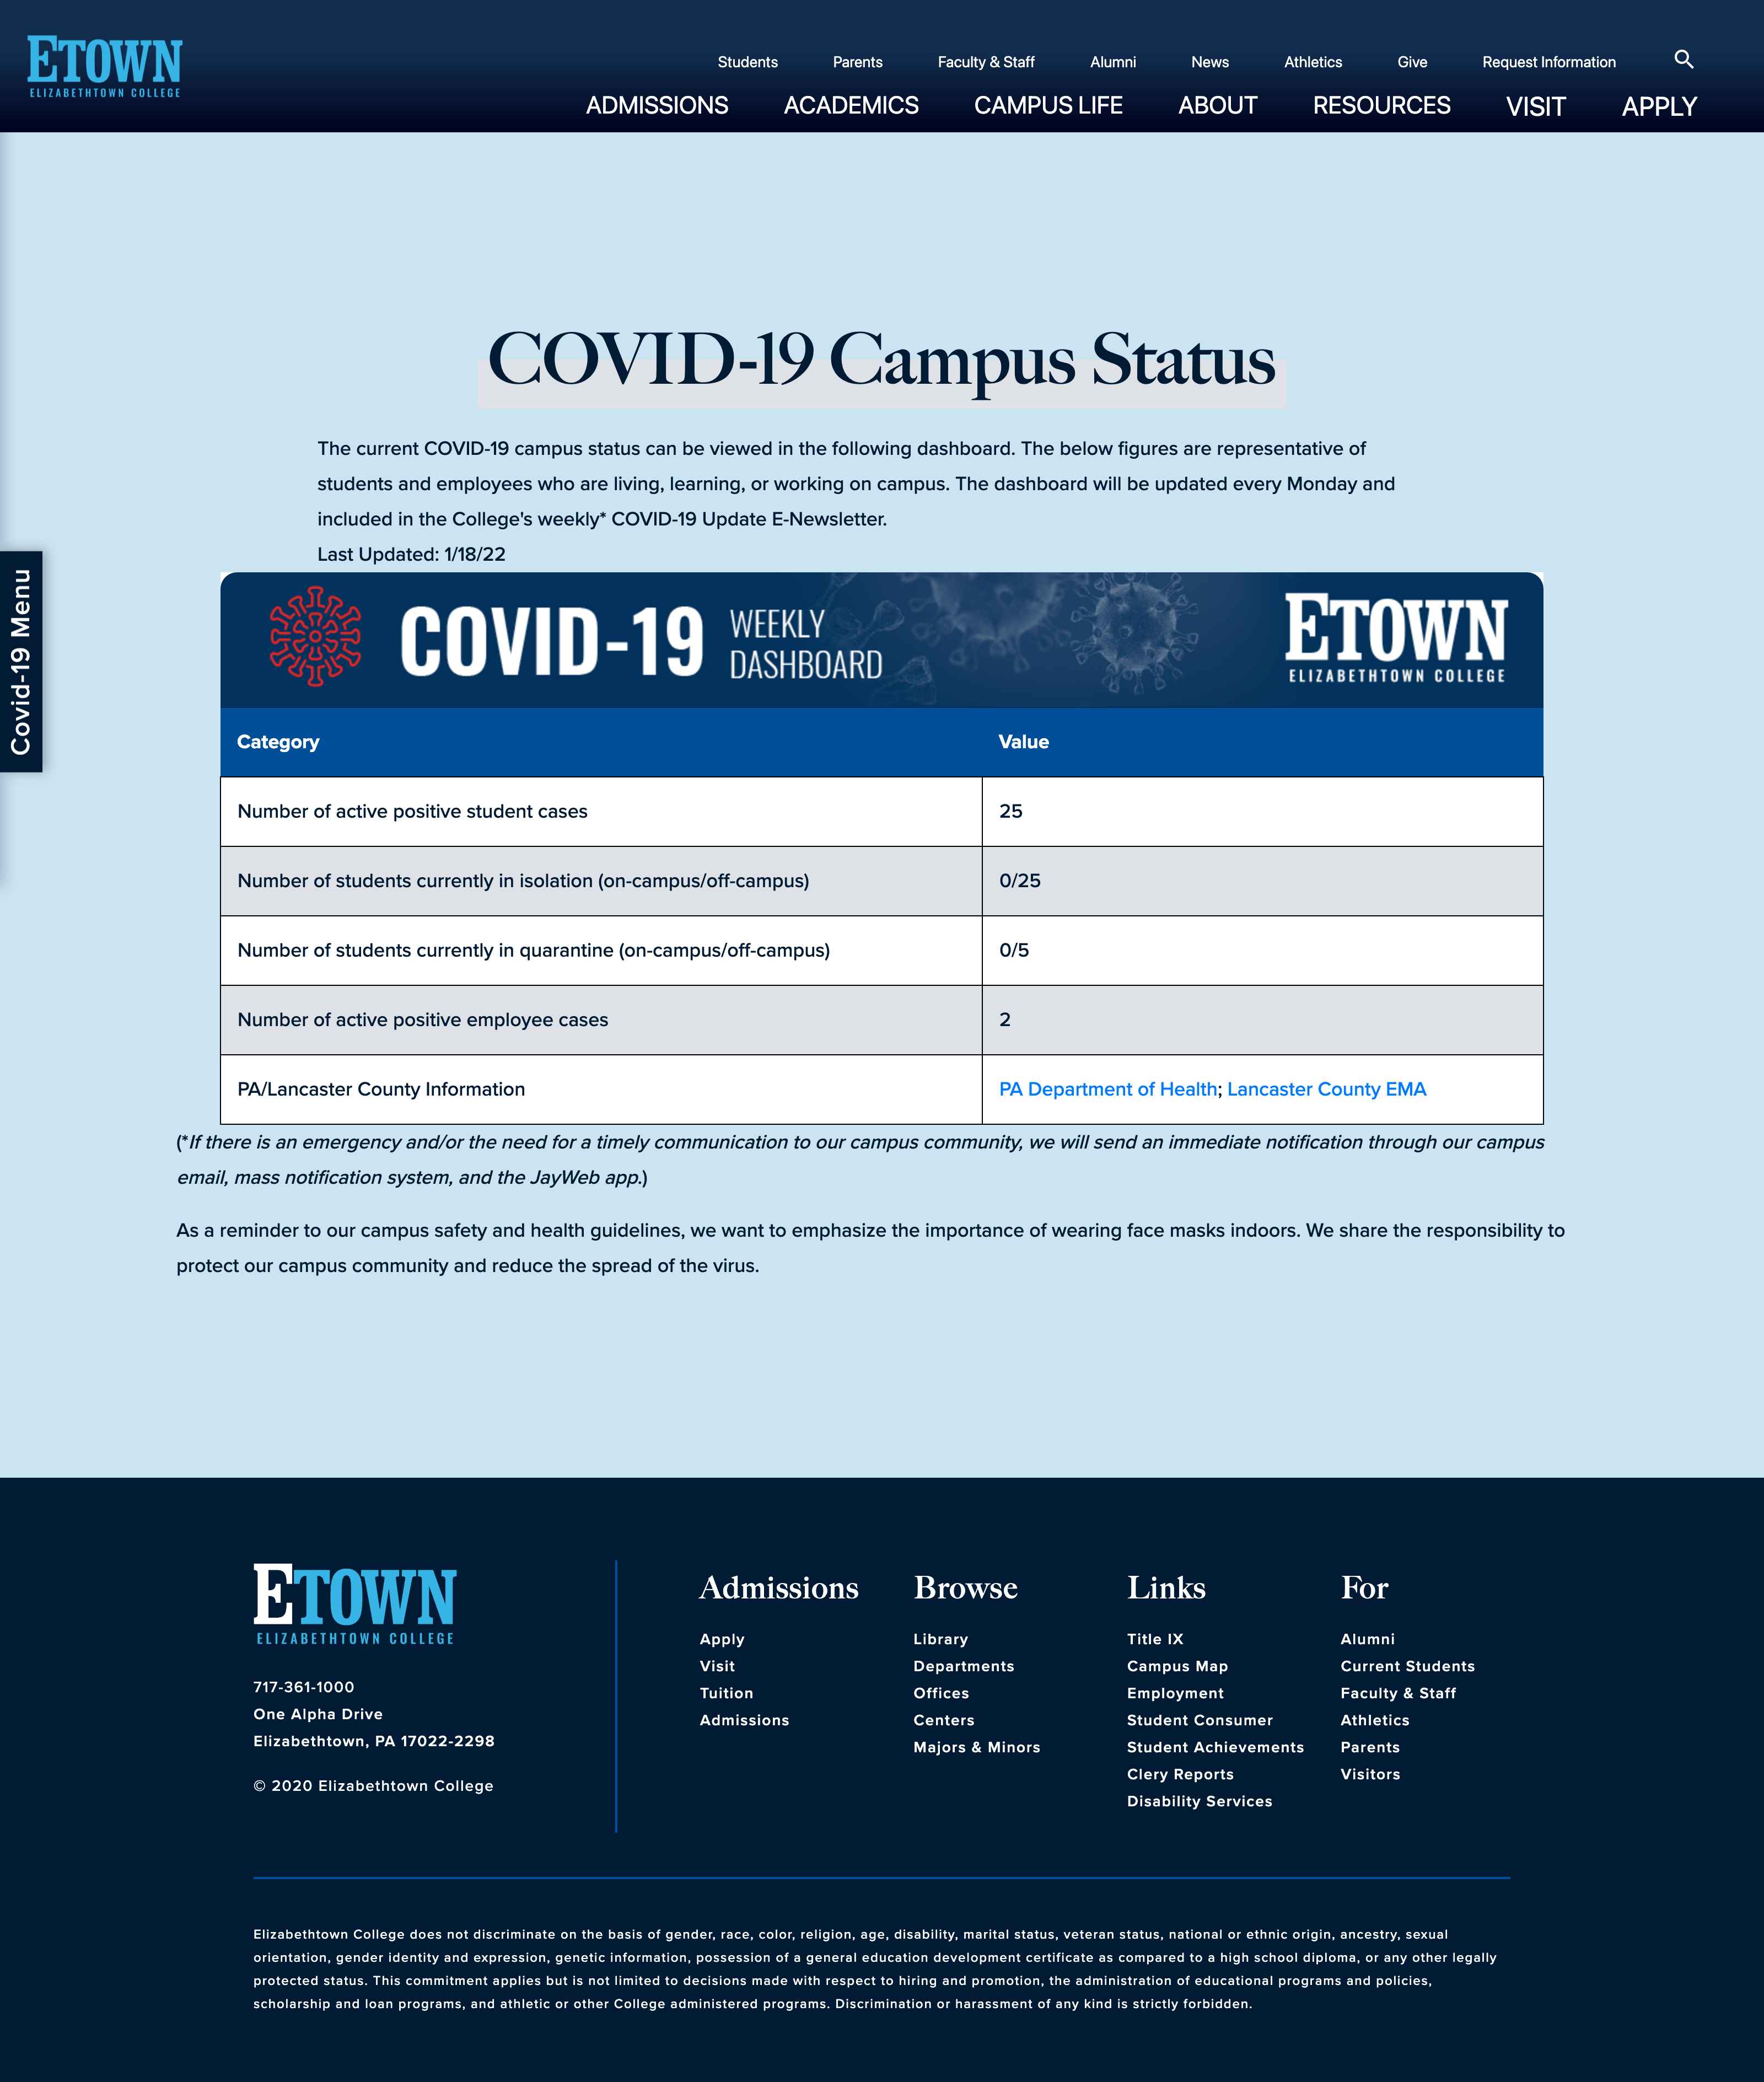 ETOWN
ELIZABETHTOWN COLLEGE
Students Parents Faculty & Staff Alumni News Athletics Give Request Information
ADMISSIONS ACADEMICS CAMPUS LIFE ABOUT RESOURCES VISIT APPLY
COVID-19 Campus Status
The current COVID-19 campus status can be viewed in the following dashboard. The below figures are representative of
students and employees who are living, learning, or working on campus. The dashboard will be updated every Monday and
included in the College's weekly* COVID-19 Update E-Newsletter.
Last Updated: 1/18/22
Covid-19 Menu
COVID-19 WEEKLY DASHBOARD
ETOWN
ELIZABETHTOWN COLLEGE
Category Value
Number of active positive student cases 25
Number of students currently in isolation (on-campus/off-campus) 0/25
Number of students currently in quarantine (on-campus/off-campus) 0/5
Number of active positive employee cases 2
PA/Lancaster County Information PA Department of Health; Lancaster County EMA
(*If there is an emergency and/or the need for a timely communication to our campus community, we will send an immediate notification through our campus
email, mass notification system, and the JayWeb app.)
As a reminder to our campus safety and health guidelines, we want to emphasize the importance of wearing face masks indoors. We share the responsibility to
protect our campus community and reduce the spread of the virus.
ETOWN
ELIZABETHTOWN COLLEGE
717-361-1000
One Alpha Drive
Elizabethtown, PA 17022-2298
© 2020 Elizabethtown College
Admissions
Apply
Visit
Tuition
Admissions
Browse
Library
Departments
Offices
Centers
Majors & Minors
Links
Title IX
Campus Map
Employment
Student Consumer
Student Achievements
Clery Reports
Disability Services
For
Alumni
Current Students
Faculty & Staff
Athletics
Parents
Visitors
Elizabethtown College does not discriminate on the basis of gender, race, color, religion, age, disability, marital status, veteran status, national or ethnic origin, ancestry, sexual
orientation, gender identity and expression, genetic information, possession of a general education development certificate as compared to a high school diploma, or any other legally
protected status. This commitment applies but is not limited to decisions made with respect to hiring and promotion, the administration of educational programs and policies,
scholarship and loan programs, and athletic or other College administered programs. Discrimination or harassment of any kind is strictly forbidden.